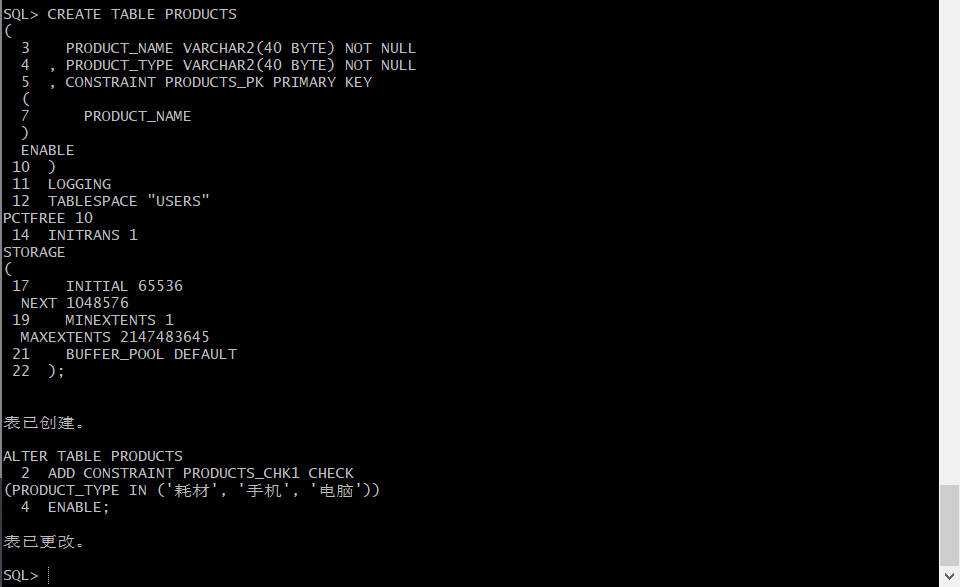 SQL> CREATE TABLE PRODUCTS
(
  3    PRODUCT_NAME VARCHAR2(40 BYTE) NOT NULL
  4  , PRODUCT_TYPE VARCHAR2(40 BYTE) NOT NULL
  5  , CONSTRAINT PRODUCTS_PK PRIMARY KEY
  (
  7      PRODUCT_NAME
  )
  ENABLE
 10  )
 11  LOGGING
 12  TABLESPACE "USERS"
PCTFREE 10
 14  INITRANS 1
STORAGE
(
 17    INITIAL 65536
  NEXT 1048576
 19    MINEXTENTS 1
  MAXEXTENTS 2147483645
 21    BUFFER_POOL DEFAULT
 22  );
表已创建。
ALTER TABLE PRODUCTS
  2  ADD CONSTRAINT PRODUCTS_CHK1 CHECK
(PRODUCT_TYPE IN ('耗材', '手机', '电脑'))
  4  ENABLE;
表已更改。
SQL>